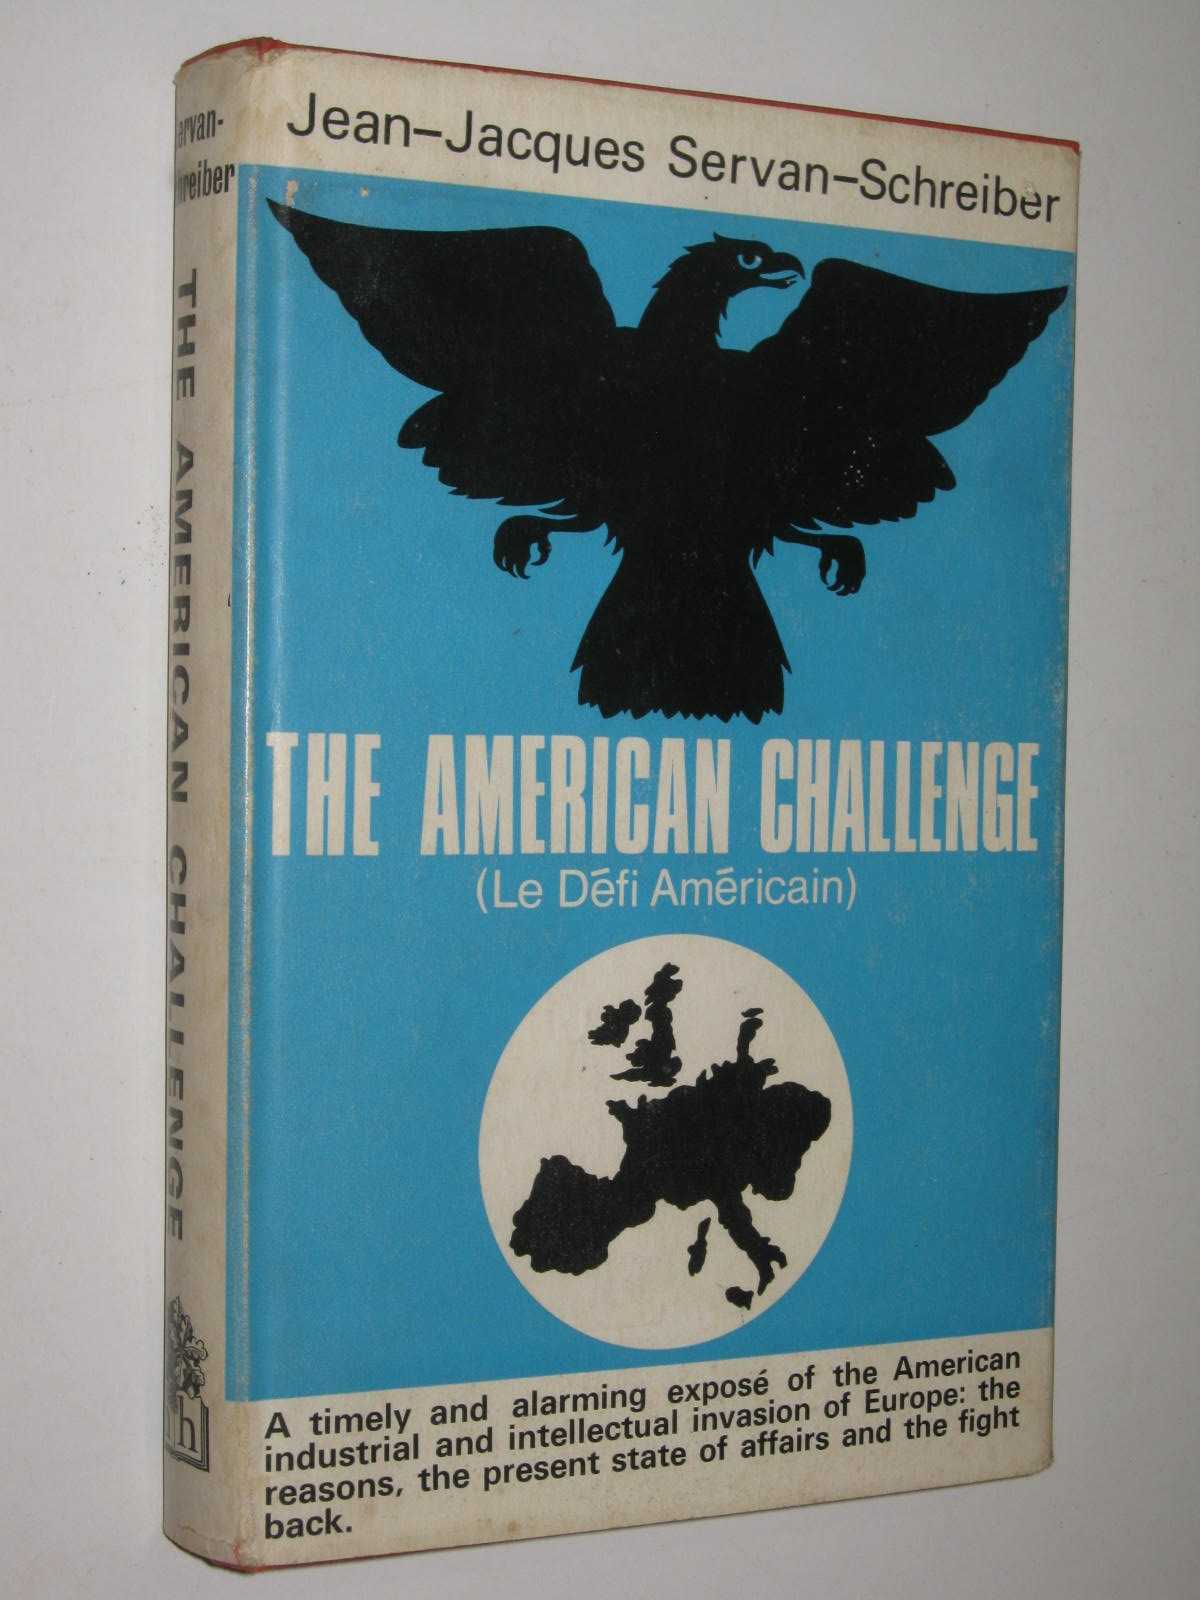 Jean-Jacques Servan-Schreiber
THE AMERICAN CHALLENGE
(Le Défi Américain)
A timely and alarming exposé of the American
industrial and intellectual invasion of Europe: the
reasons, the present state of affairs and the fight
back.
ervan-
hreiber
THE AMERICAN CHALLENGE
h